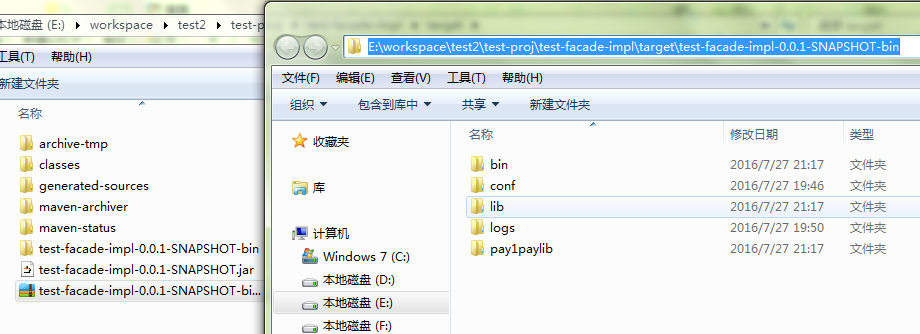 本地磁盘 (E:) ▸ workspace ▸ test2 ▸ test-pr
工具(T) 帮助(H)
新建文件夹
名称
archive-tmp
classes
generated-sources
maven-archiver
maven-status
test-facade-impl-0.0.1-SNAPSHOT-bin
test-facade-impl-0.0.1-SNAPSHOT.jar
test-facade-impl-0.0.1-SNAPSHOT-bi...
E:\workspace\test2\test-proj\test-facade-impl\target\test-facade-impl-0.0.1-SNAPSHOT-bin
文件(F) 编辑(E) 查看(V) 工具(T) 帮助(H)
组织 包含到库中 共享 新建文件夹
收藏夹
库
计算机
Windows 7 (C:)
本地磁盘 (D:)
本地磁盘 (E:)
本地磁盘 (F:)
名称 修改日期 类型
bin 2016/7/27 21:17 文件夹
conf 2016/7/27 19:46 文件夹
lib 2016/7/27 21:17 文件夹
logs 2016/7/27 19:50 文件夹
pay1paylib 2016/7/27 21:17 文件夹